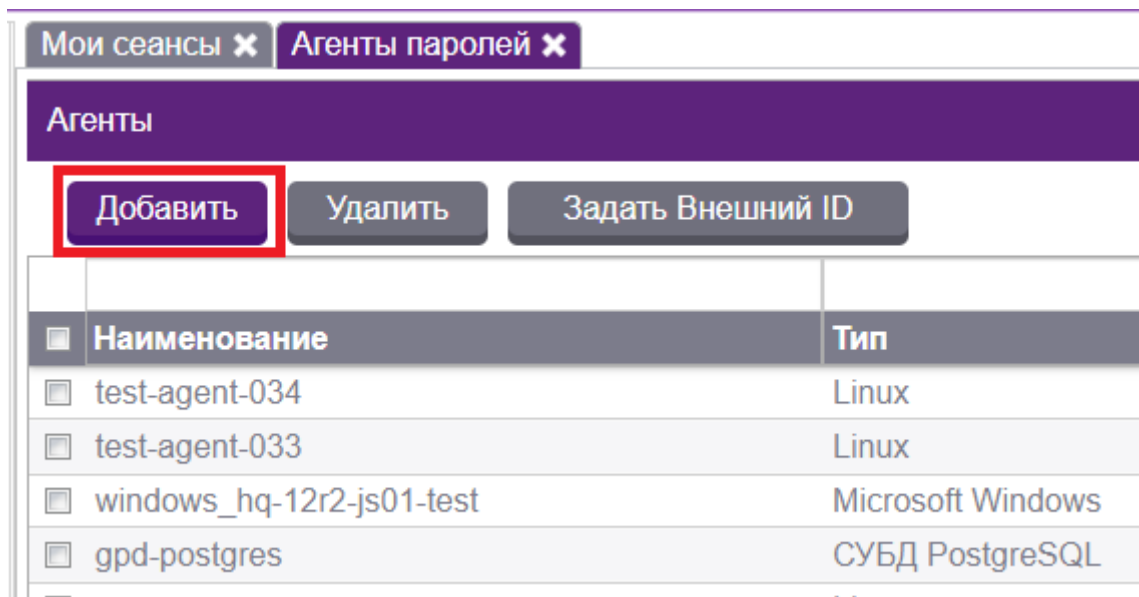 Мои сеансы Агенты паролей
Агенты
Добавить Удалить Задать Внешний ID
Наименование Тип
test-agent-034 Linux
test-agent-033 Linux
windows_hq-12r2-js01-test Microsoft Windows
gpd-postgres СУБД PostgreSQL